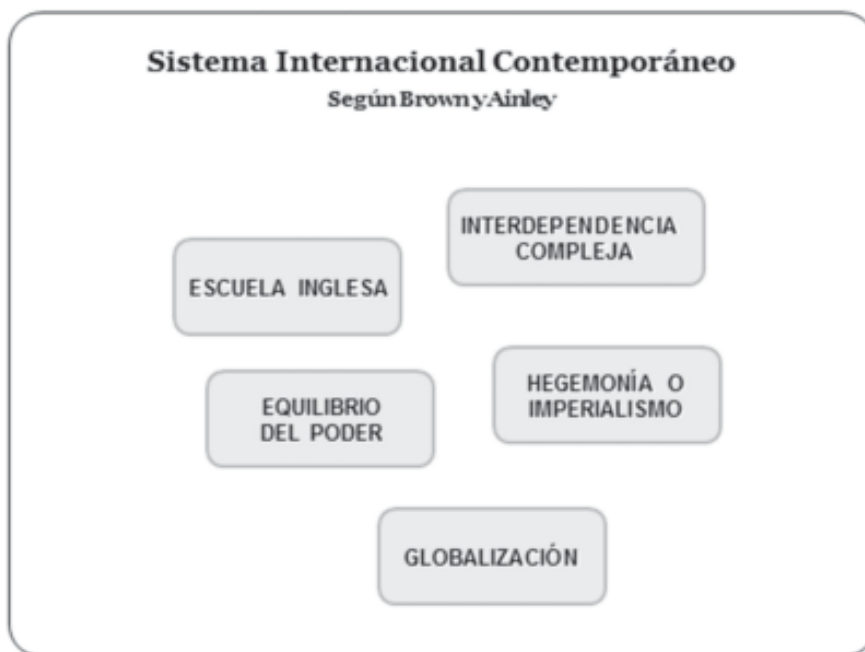 Sistema Internacional Contemporáneo
Según Brown y Ainley
INTERDEPENDENCIA
COMPLEJA
ESCUELA INGLESA
HEGEMONÍA O
IMPERIALISMO
EQUILIBRIO
DEL PODER
GLOBALIZACIÓN